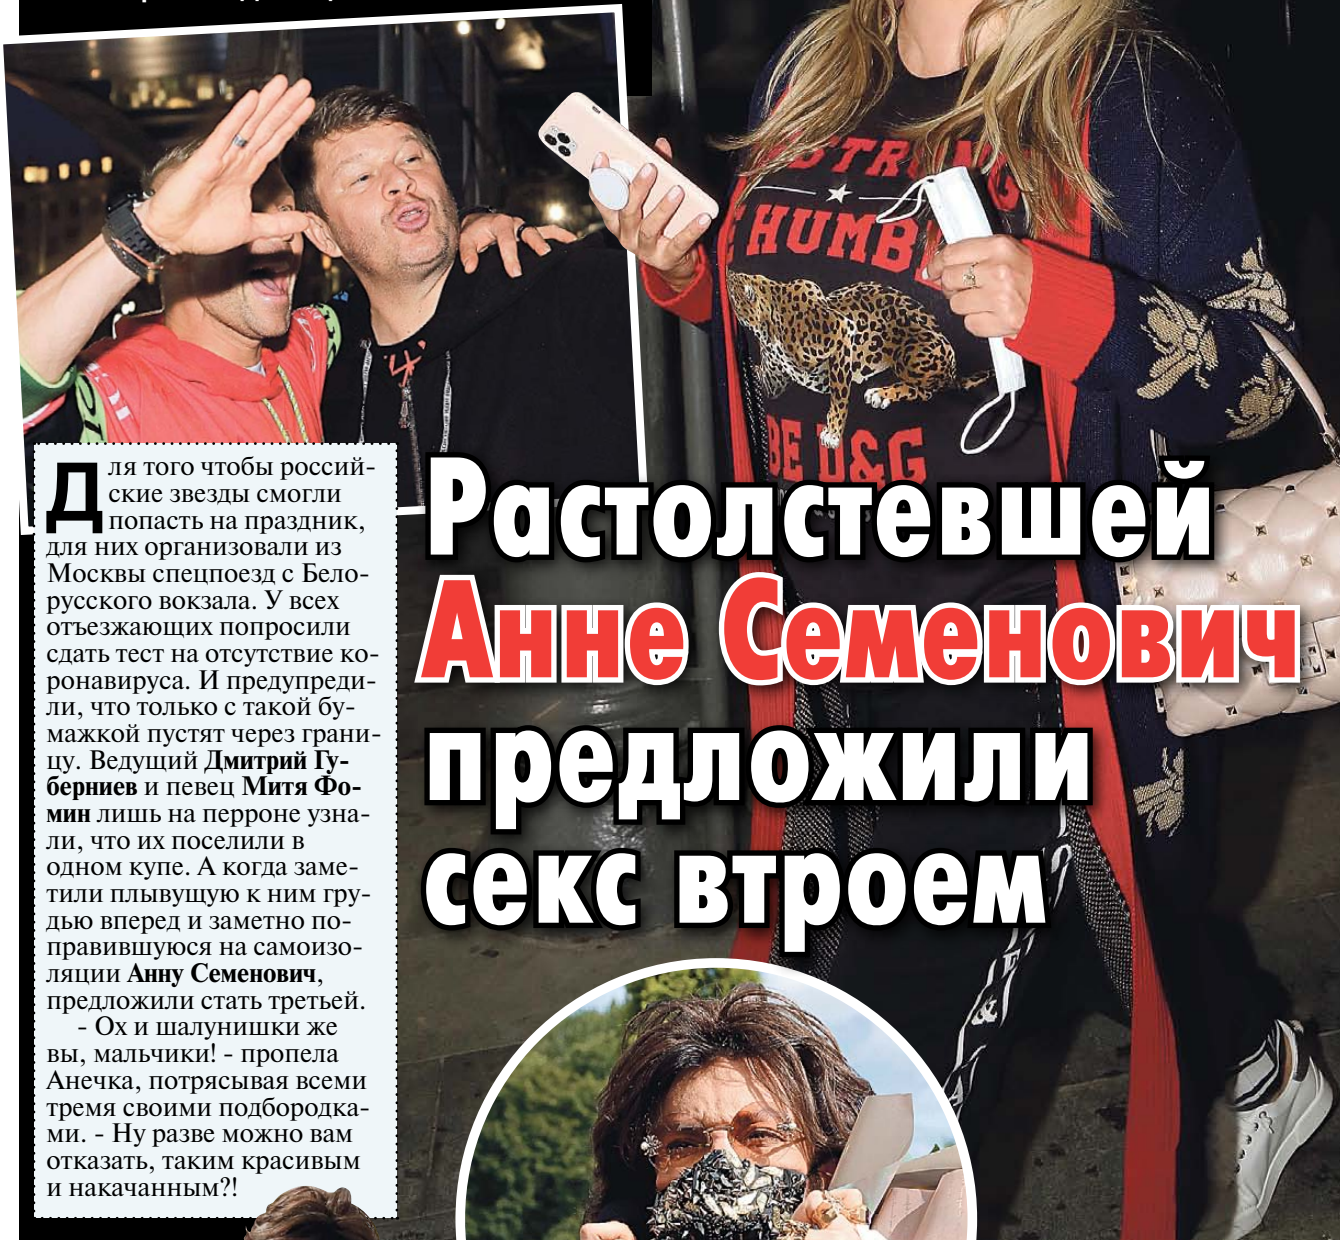 Для того чтобы россий-
ские звезды смогли
попасть на праздник,
для них организовали из
Москвы спецпоезд с Бело-
русского вокзала. У всех
отъезжающих попросили
сдать тест на отсутствие ко-
ронавируса. И предупреди-
ли, что только с такой бу-
мажкой пустят через грани-
цу. Ведущий Дмитрий Гу-
берниев и певец Митя Фо-
мин лишь на перроне узна-
ли, что их поселили в
одном купе. А когда заме-
тили плывущую к ним гру-
дью вперед и заметно по-
правившуюся на самоизо-
ляции Анну Семенович,
предложили стать третьей.
- Ох и шалунишки же
вы, мальчики! - пропела
Анечка, потрясывая всеми
тремя своими подбородка-
ми. - Ну разве можно вам
отказать, таким красивым
и накачанным?!
Растолстевшей
Анне Семенович
предложили
секс втроем
BE D&G